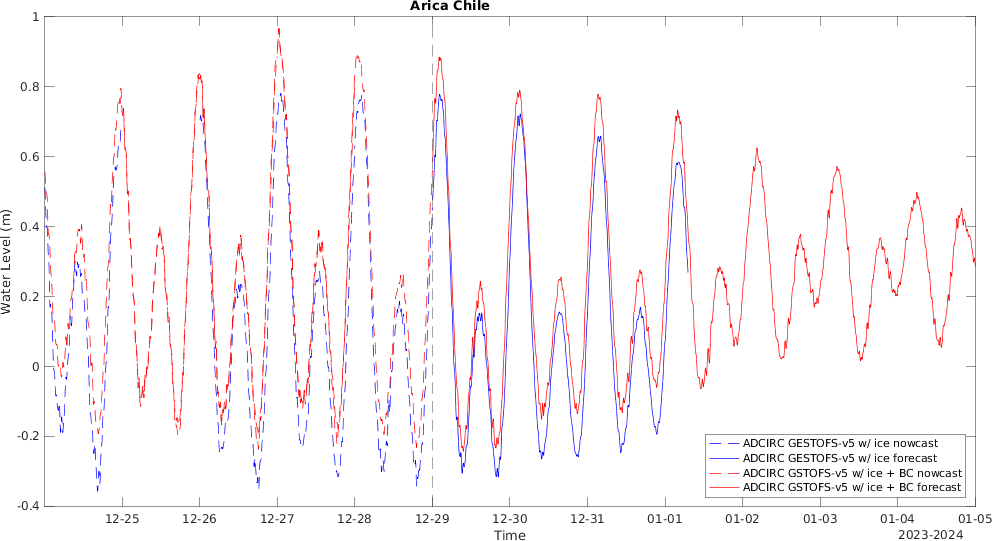 Arica Chile
1
0.8
0.6
0.4
0.2
0
-0.2
-0.4
Water Level (m)
ADCIRC GESTOFS-v5 w/ ice nowcast
ADCIRC GESTOFS-v5 w/ ice forecast
ADCIRC GSTOFS-v5 w/ ice + BC nowcast
ADCIRC GSTOFS-v5 w/ ice + BC forecast
12-25 12-26 12-27 12-28 12-29 12-30 12-31 01-01 01-02 01-03 01-04 01-05
Time
2023-2024